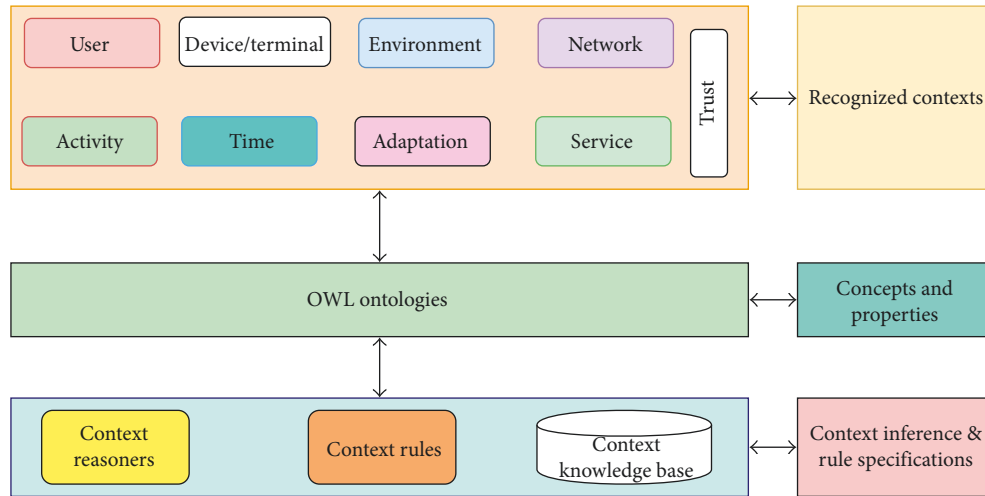 User
Device/terminal
Environment
Network
Trust
Recognized contexts
Activity
Time
Adaptation
Service
OWL ontologies
Concepts and
properties
Context
reasoners
Context rules
Context
knowledge base
Context inference &
rule specifications